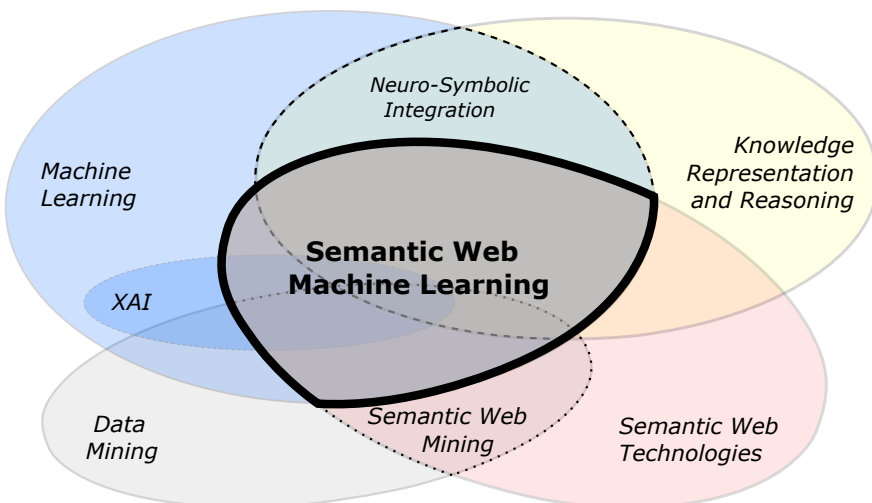 Neuro-Symbolic
Integration
Machine
Learning
Knowledge
Representation
and Reasoning
Semantic Web
Machine Learning
XAI
Data
Mining
Semantic Web
Mining
Semantic Web
Technologies